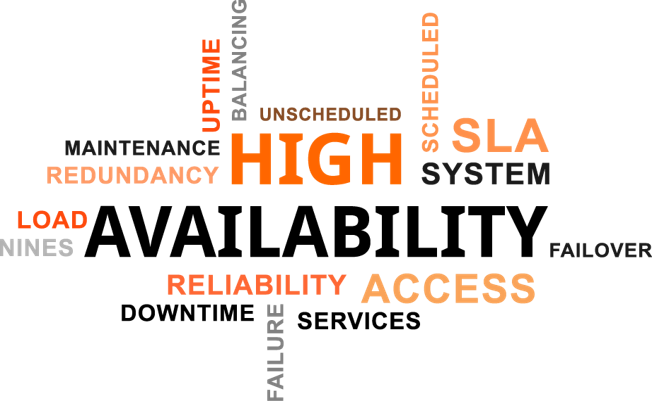 BALANCING
UPTIME
SCHEDULED
UNSCHEDULED
SLA
MAINTENANCE
HIGH
REDUNDANCY
SYSTEM
LOAD
AVAILABILITY
NINES
FAILOVER
RELIABILITY
ACCESS
DOWNTIME
SERVICES
FAILURE